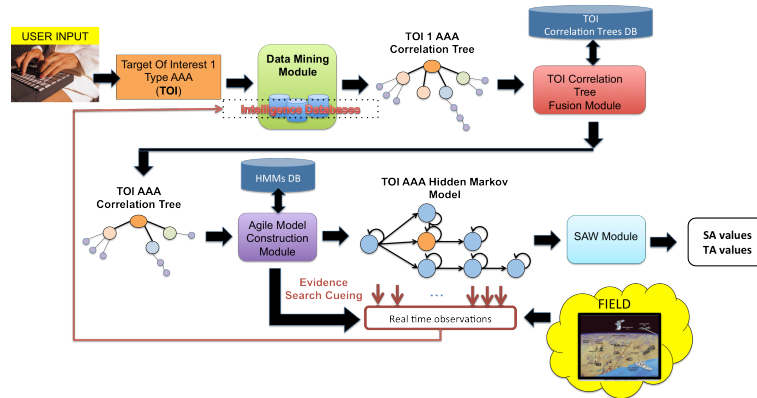 USER INPUT
Target Of Interest 1
Type AAA
(TOI)
Data Mining
Module
Intelligence Databases
TOI 1 AAA
Correlation Tree
TOI
Correlation Trees DB
TOI Correlation
Tree
Fusion Module
TOI AAA
Correlation Tree
HMMs DB
Agile Model
Construction
Module
TOI AAA Hidden Markov
Model
SAW Module
SA values
TA values
Evidence
Search Cueing
...
Real time observations
FIELD